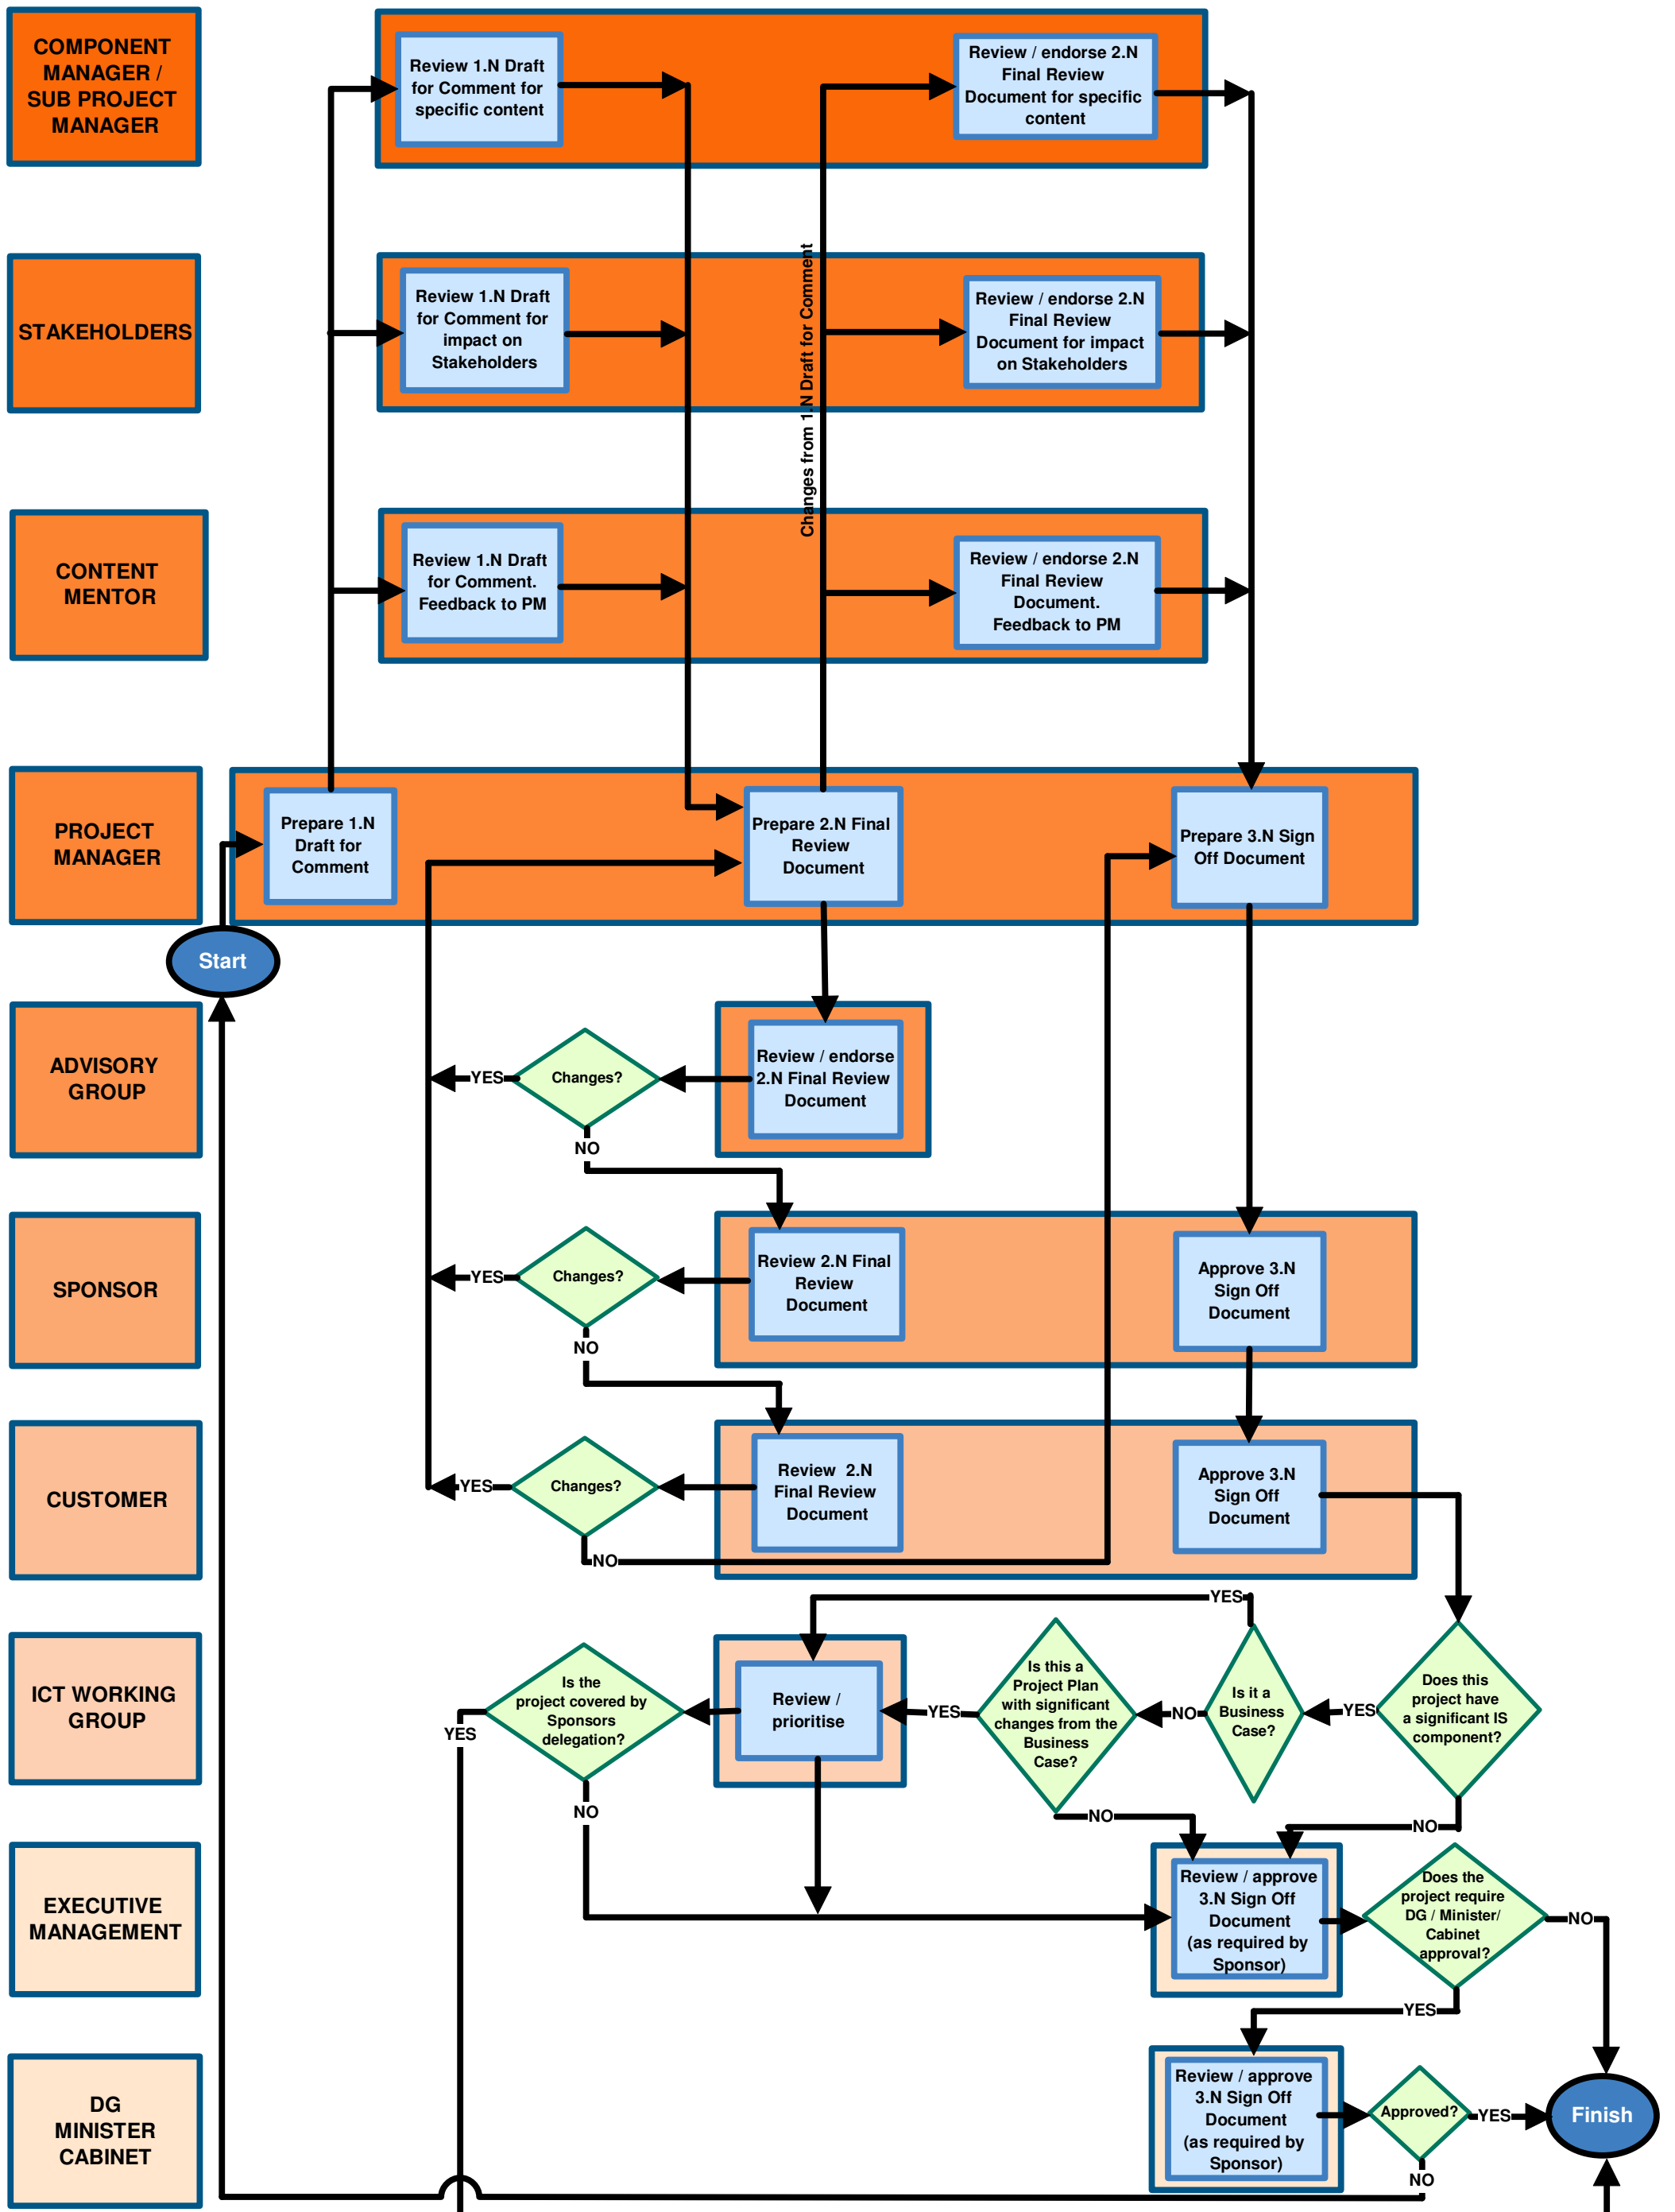 COMPONENT
MANAGER /
SUB PROJECT
MANAGER
Review 1.N Draft
for Comment for
specific content
Review / endorse 2.N
Final Review
Document for specific
content
STAKEHOLDERS
Review 1.N Draft
for Comment for
impact on
Stakeholders
Changes from 1.N Draft for Comment
Review / endorse 2.N
Final Review
Document for impact
on Stakeholders
CONTENT
MENTOR
Review 1.N Draft
for Comment.
Feedback to PM
Review / endorse 2.N
Final Review
Document.
Feedback to PM
PROJECT
MANAGER
Prepare 1.N
Draft for
Comment
Prepare 2.N Final
Review
Document
Prepare 3.N Sign
Off Document
Start
ADVISORY
GROUP
YES
Changes?
Review / endorse
2.N Final Review
Document
NO
SPONSOR
YES
Changes?
Review 2.N Final
Review
Document
Approve 3.N
Sign Off
Document
NO
CUSTOMER
YES
Changes?
Review 2.N
Final Review
Document
Approve 3.N
Sign Off
Document
NO
YES
ICT WORKING
GROUP
YES
Is the
project covered by
Sponsors
delegation?
Review /
prioritise
YES
Is this a
Project Plan
with significant
changes from the
Business
Case?
NO
Is it a
Business
Case?
YES
Does this
project have
a significant IS
component?
NO
NO
NO
EXECUTIVE
MANAGEMENT
Review / approve
3.N Sign Off
Document
(as required by
Sponsor)
Does the
project require
DG / Minister/
Cabinet
approval?
NO
YES
DG
MINISTER
CABINET
Review / approve
3.N Sign Off
Document
(as required by
Sponsor)
Approved?
YES
Finish
NO